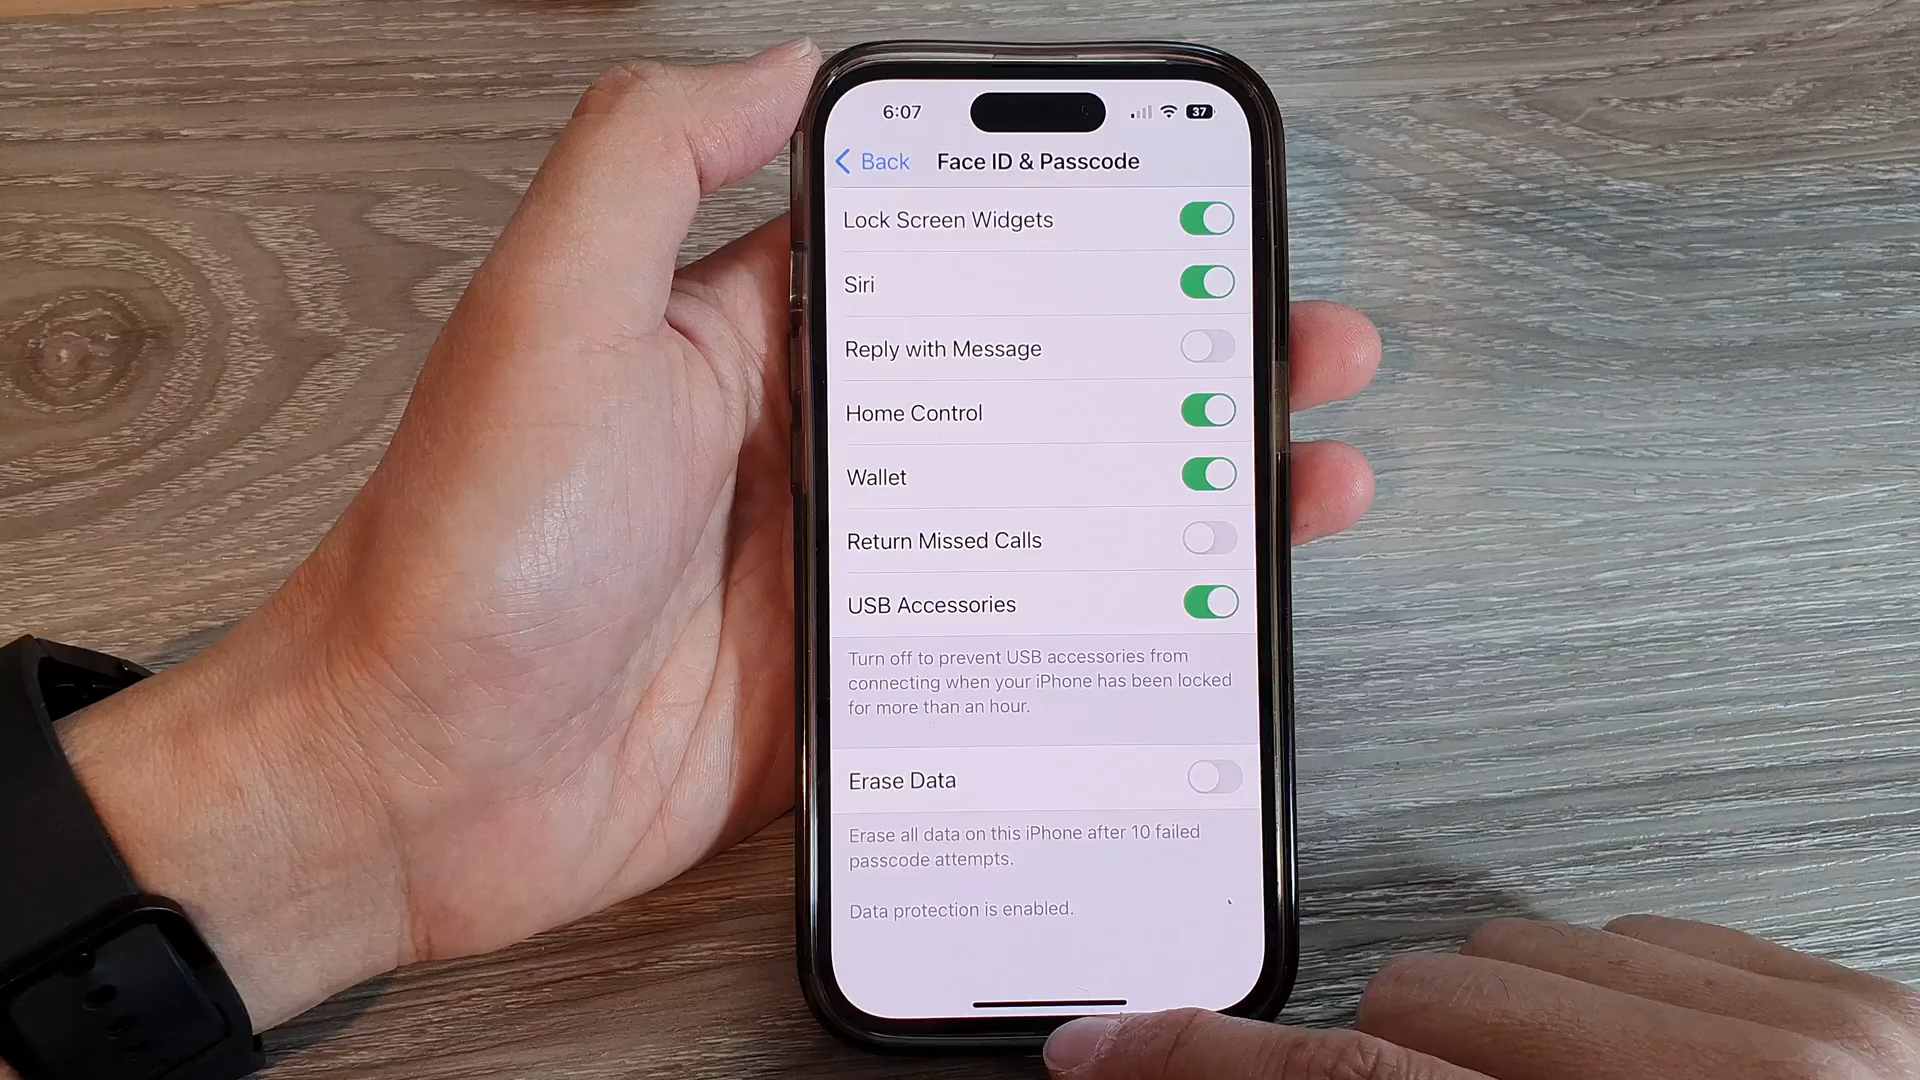 6:07
37
Back
Face ID & Passcode
Lock Screen Widgets
Siri
Reply with Message
Home Control
Wallet
Return Missed Calls
USB Accessories
Turn off to prevent USB accessories from
connecting when your iPhone has been locked
for more than an hour.
Erase Data
Erase all data on this iPhone after 10 failed
passcode attempts.
Data protection is enabled.